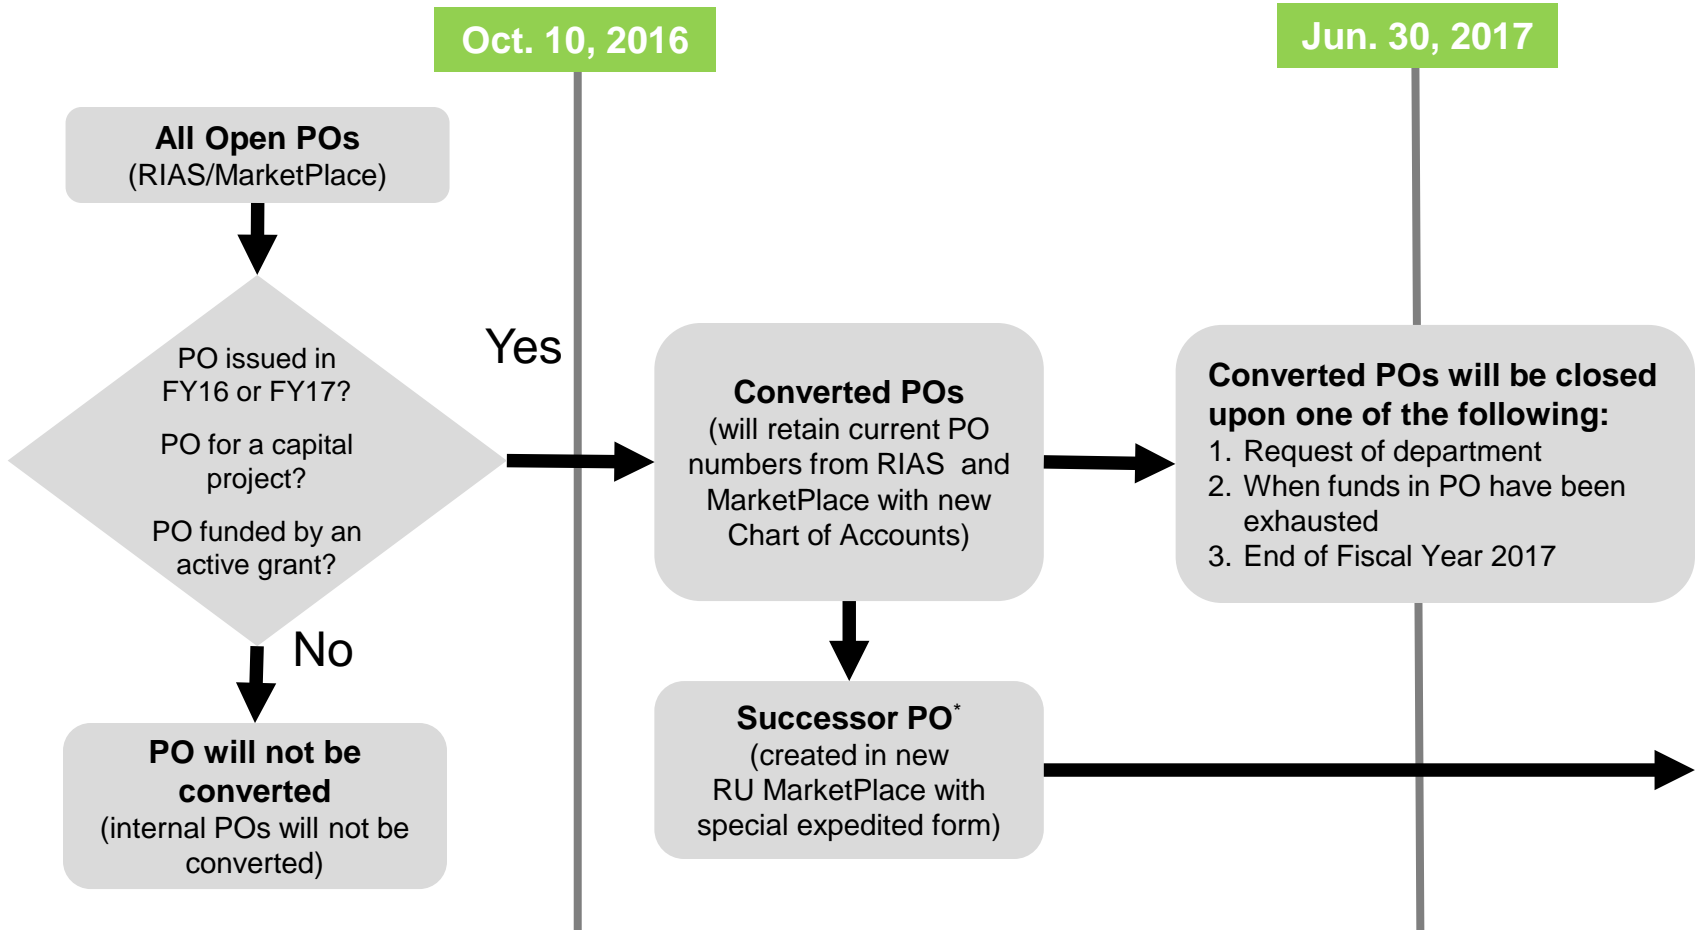 Oct. 10, 2016
Jun. 30, 2017
All Open POs
(RIAS/MarketPlace)
PO issued in
FY16 or FY17?
PO for a capital
project?
PO funded by an
active grant?
Yes
No
PO will not be
converted
(internal POs will not be
converted)
Converted POs
(will retain current PO
numbers from RIAS and
MarketPlace with new
Chart of Accounts)
Successor PO*
(created in new
RU MarketPlace with
special expedited form)
Converted POs will be closed
upon one of the following:
1. Request of department
2. When funds in PO have been
exhausted
3. End of Fiscal Year 2017